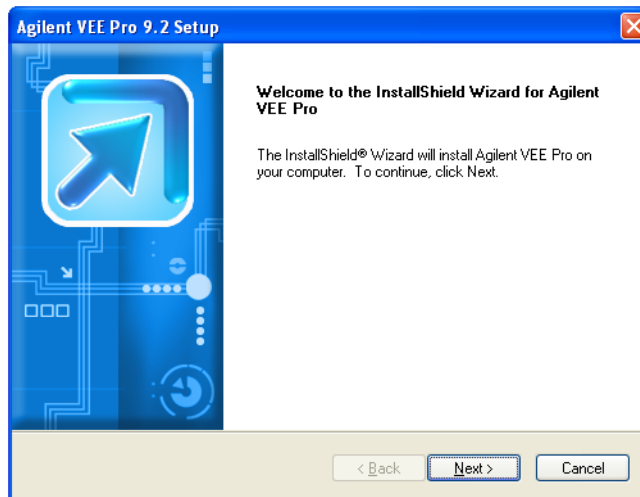 Agilent VEE Pro 9.2 Setup
Welcome to the InstallShield Wizard for Agilent
VEE Pro
The InstallShield® Wizard will install Agilent VEE Pro on
your computer. To continue, click Next.
< Back
Next >
Cancel